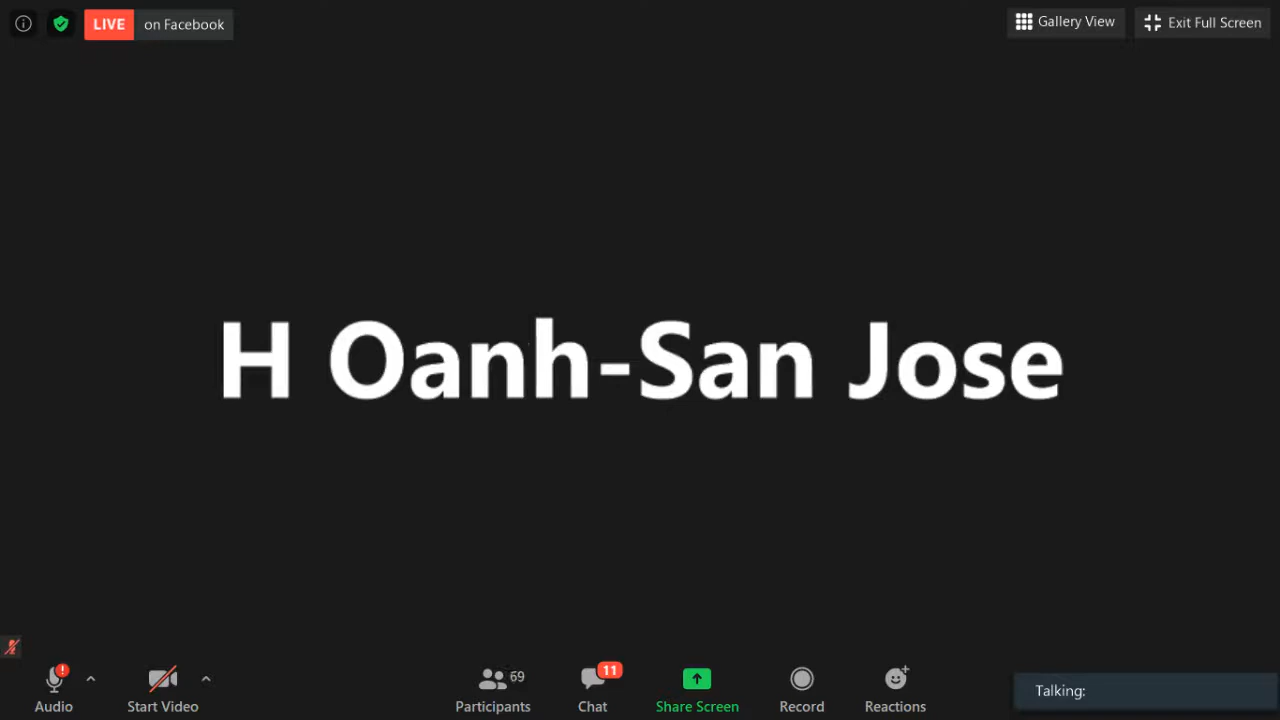 LIVE on Facebook
Gallery View
Exit Full Screen
H Oanh-San Jose
69
11
Audio
Start Video
Participants
Chat
Share Screen
Record
Reactions
Talking: